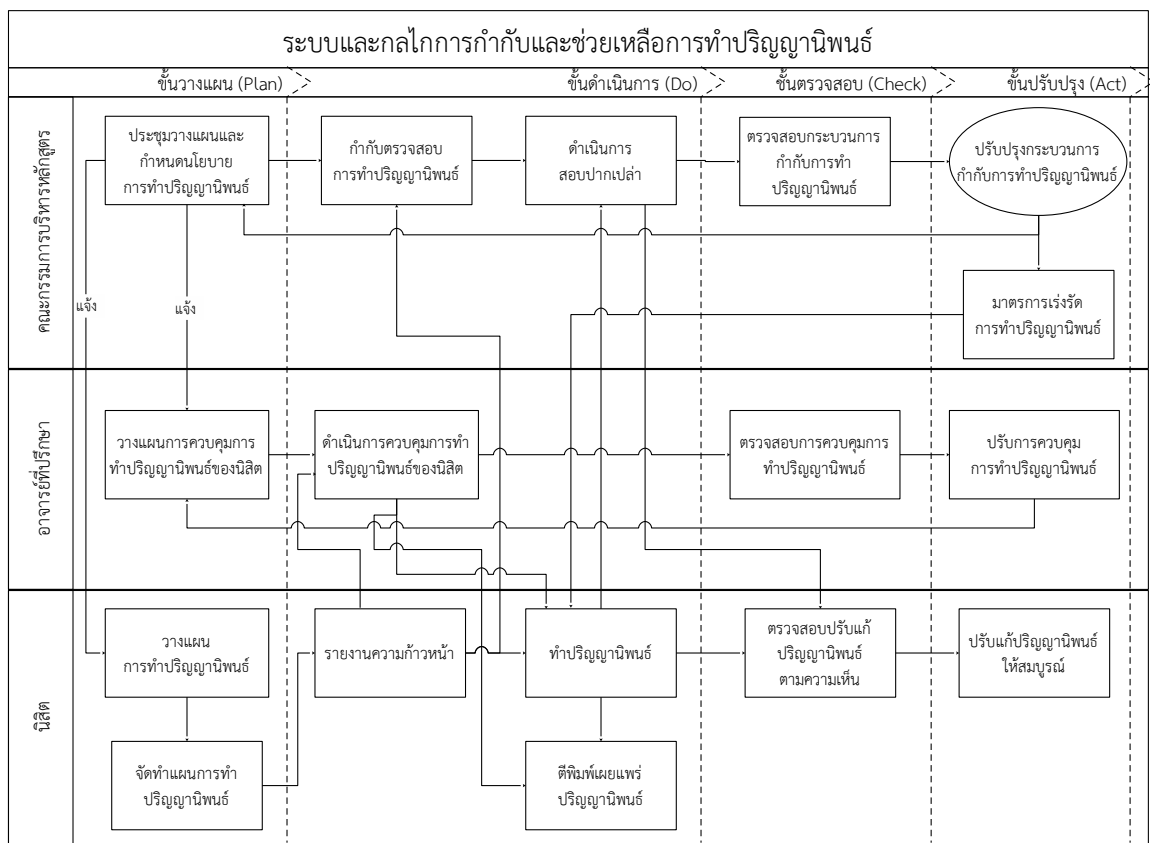 ระบบและกลไกการกำกับและช่วยเหลือการทำปริญญานิพนธ์
ขั้นวางแผน (Plan)
ขั้นดำเนินการ (Do)
ขั้นตรวจสอบ (Check)
ขั้นปรับปรุง (Act)
คณะกรรมการบริหารหลักสูตร
ประชุมวางแผนและ
กำหนดนโยบาย
การทำปริญญานิพนธ์
กำกับตรวจสอบ
การทำปริญญานิพนธ์
ดำเนินการ
สอบปากเปล่า
ตรวจสอบกระบวนการ
กำกับการทำ
ปริญญานิพนธ์
ปรับปรุงกระบวนการ
กำกับการทำปริญญานิพนธ์
แจ้ง
แจ้ง
มาตรการเร่งรัด
การทำปริญญานิพนธ์
อาจารย์ที่ปรึกษา
วางแผนการควบคุมการ
ทำปริญญานิพนธ์ของนิสิต
ดำเนินการควบคุมการทำ
ปริญญานิพนธ์ของนิสิต
ตรวจสอบการควบคุมการ
ทำปริญญานิพนธ์
ปรับการควบคุม
การทำปริญญานิพนธ์
นิสิต
วางแผน
การทำปริญญานิพนธ์
รายงานความก้าวหน้า
ทำปริญญานิพนธ์
ตรวจสอบปรับแก้
ปริญญานิพนธ์
ตามความเห็น
ปรับแก้ปริญญานิพนธ์
ให้สมบูรณ์
จัดทำแผนการทำ
ปริญญานิพนธ์
ตีพิมพ์เผยแพร่
ปริญญานิพนธ์